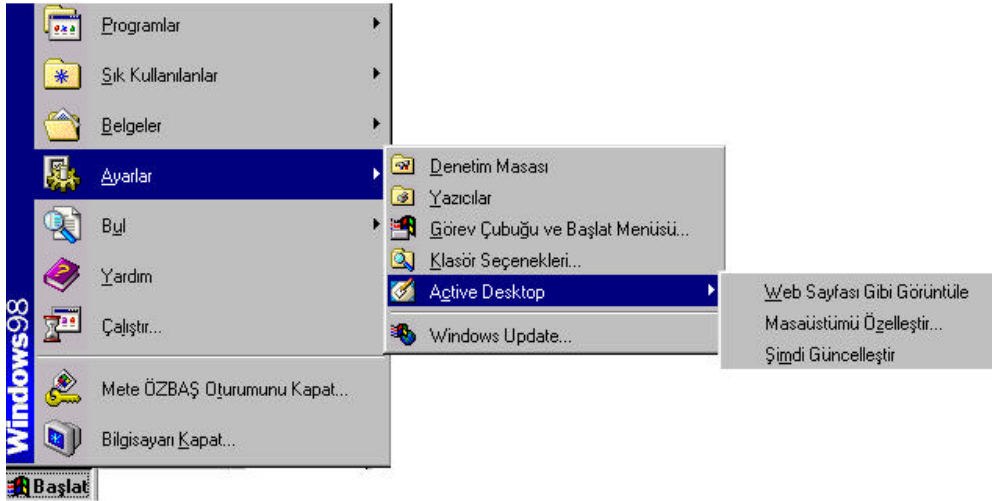 Programlar
Sık Kullanılanlar
Belgeler
Ayarlar
Bul
Yardım
Çalıştır...
Mete ÖZBAŞ Oturumunu Kapat...
Bilgisayarı Kapat...
Windows98
Başlat
Denetim Masası
Yazıcılar
Görev Çubuğu ve Başlat Menüsü...
Klasör Seçenekleri...
Active Desktop
Windows Update...
Web Sayfası Gibi Görüntüle
Masaüstümü Özelleştir...
Şimdi Güncelleştir